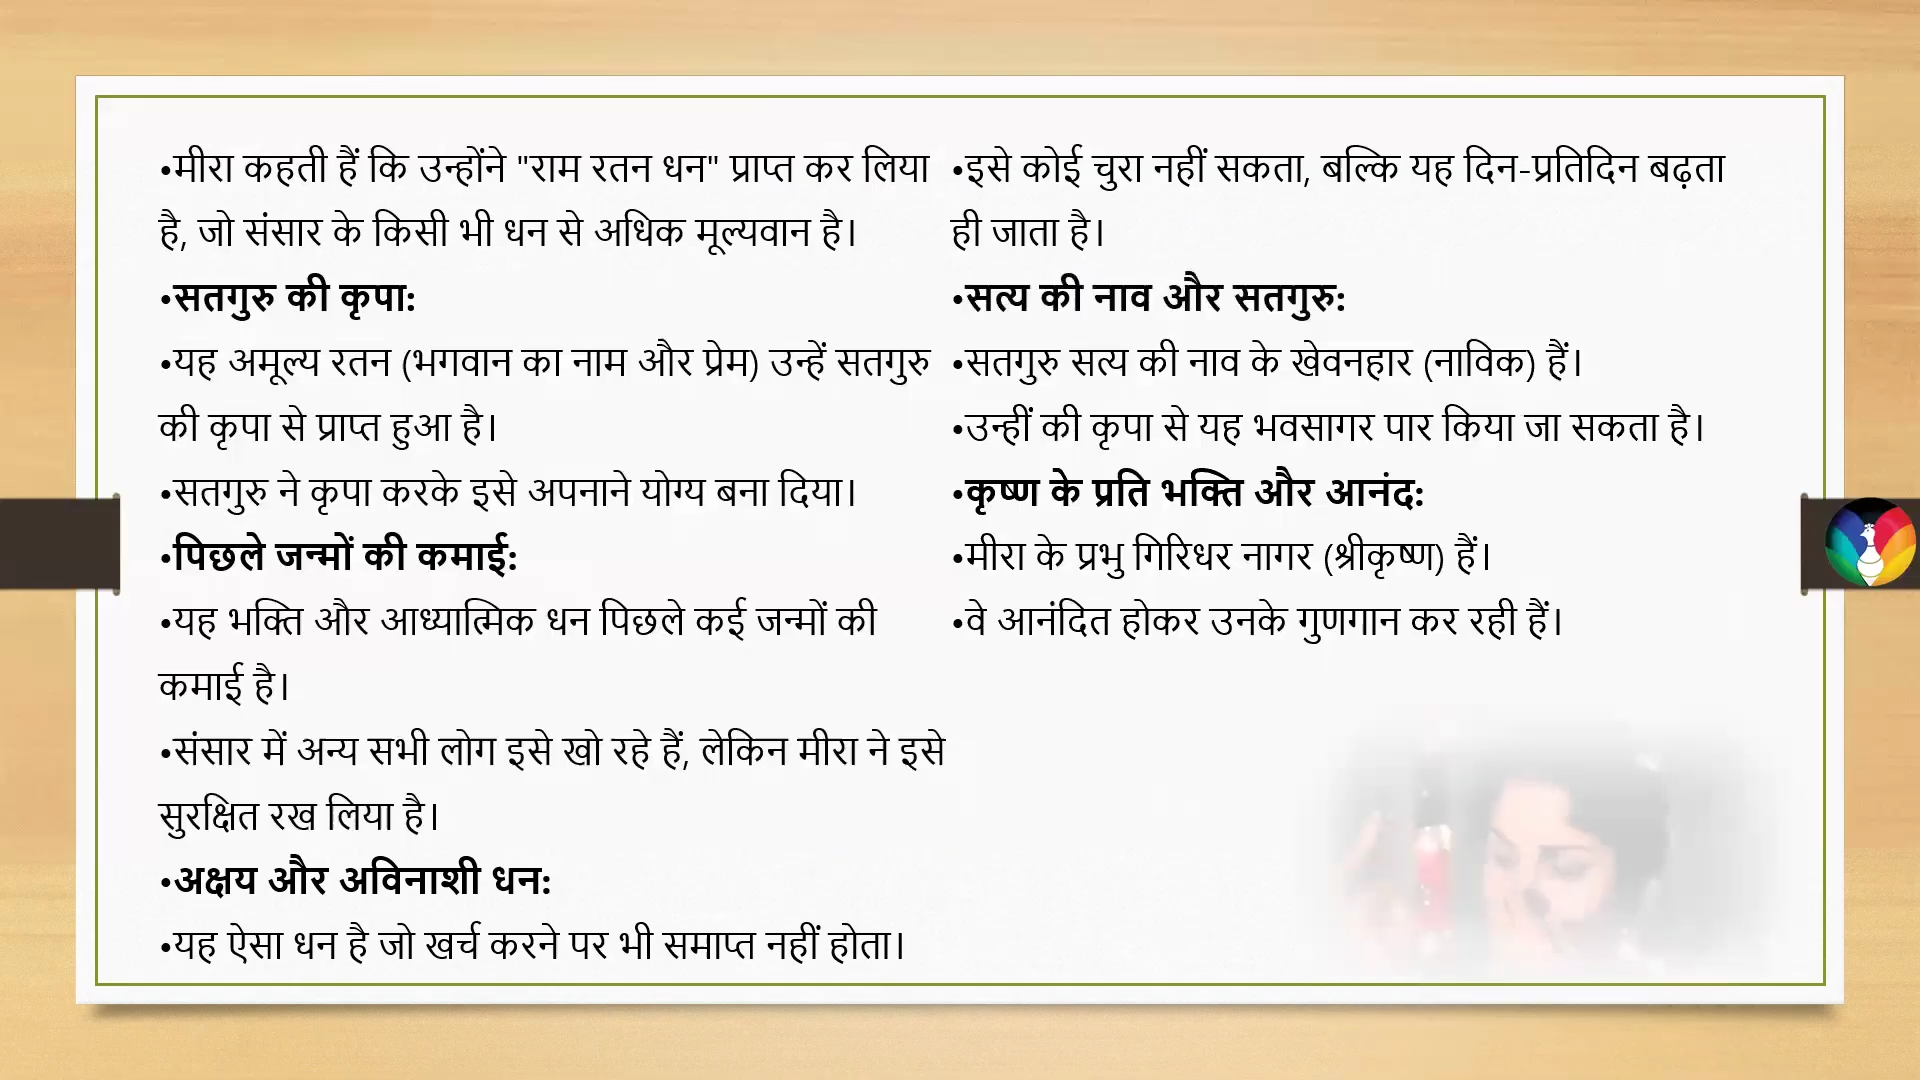 •मीरा कहती हैं कि उन्होंने "राम रतन धन" प्राप्त कर लिया
है, जो संसार के किसी भी धन से अधिक मूल्यवान है।
•सतगुरु की कृपा:
•यह अमूल्य रतन (भगवान का नाम और प्रेम) उन्हें सतगुरु
की कृपा से प्राप्त हुआ है।
•सतगुरु ने कृपा करके इसे अपनाने योग्य बना दिया।
•पिछले जन्मों की कमाई:
•यह भक्ति और आध्यात्मिक धन पिछले कई जन्मों की
कमाई है।
•संसार में अन्य सभी लोग इसे खो रहे हैं, लेकिन मीरा ने इसे
सुरक्षित रख लिया है।
•अक्षय और अविनाशी धन:
•यह ऐसा धन है जो खर्च करने पर भी समाप्त नहीं होता।
•इसे कोई चुरा नहीं सकता, बल्कि यह दिन-प्रतिदिन बढ़ता
ही जाता है।
•सत्य की नाव और सतगुरु:
•सतगुरु सत्य की नाव के खेवनहार (नाविक) हैं।
•उन्हीं की कृपा से यह भवसागर पार किया जा सकता है।
•कृष्ण के प्रति भक्ति और आनंद:
•मीरा के प्रभु गिरिधर नागर (श्रीकृष्ण) हैं।
•वे आनंदित होकर उनके गुणगान कर रही हैं।